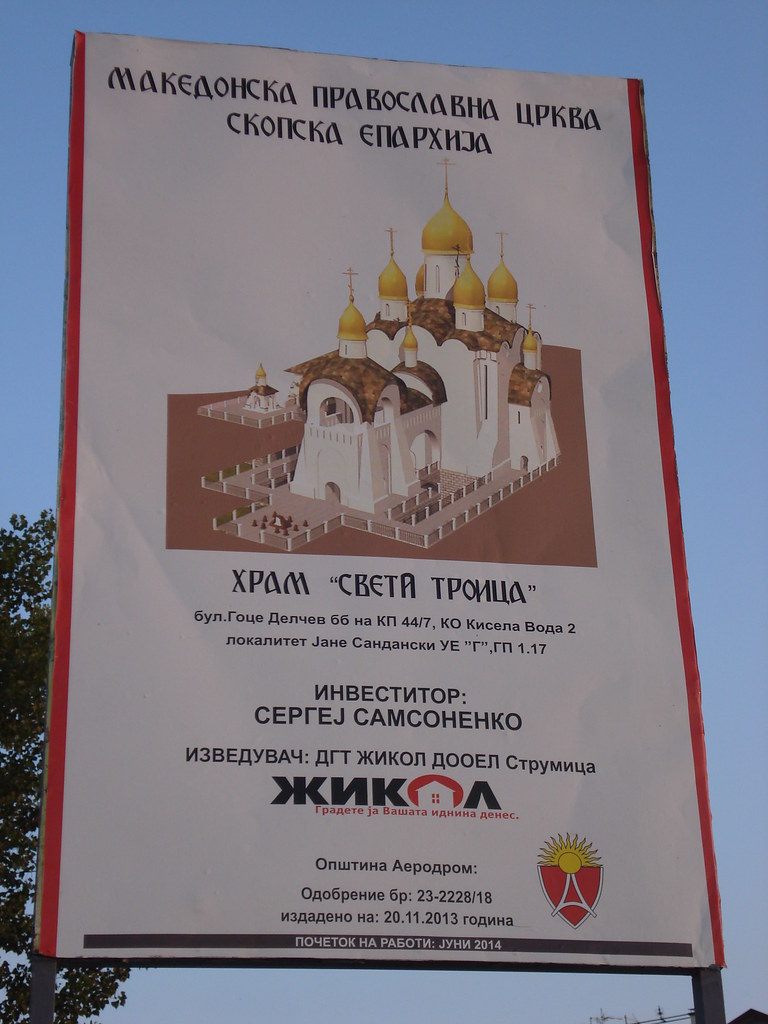 МАКЕДОНСКА ПРАВОСЛАВНА ЦРКВА
СКОПСКА ЕПАРХИЈА
ХРАМ "СВЕТИ ТРОИЦА"
бул.Гоце Делчев бб на КП 44/7, КО Кисела Вода 2
локалитет Јане Сандански УЕ "Г",ГП 1.17
ИНВЕСТИТОР:
СЕРГЕЈ САМСОНЕНКО
ИЗВЕДУВАЧ: ДГТ ЖИКОЛ ДООЕЛ Струмица
ЖИКОЛ
Градете ја Вашата иднина денес.
Општина Аеродром:
Одобрение бр: 23-2228/18
издадено на: 20.11.2013 година
ПОЧЕТОК НА РАБОТИ: ЈУНИ 2014